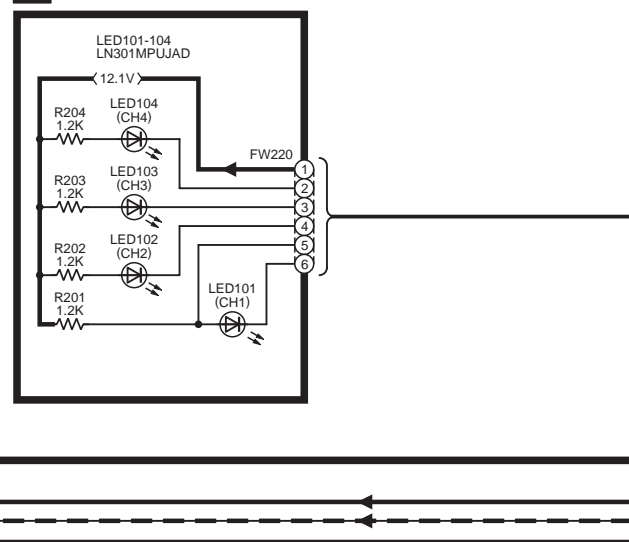 LED101-104
LN301MPUJAD
12.1V
R204
1.2K
LED104
(CH4)
FW220
1
R203
1.2K
LED103
(CH3)
2
3
4
R202
1.2K
LED102
(CH2)
5
6
R201
1.2K
LED101
(CH1)